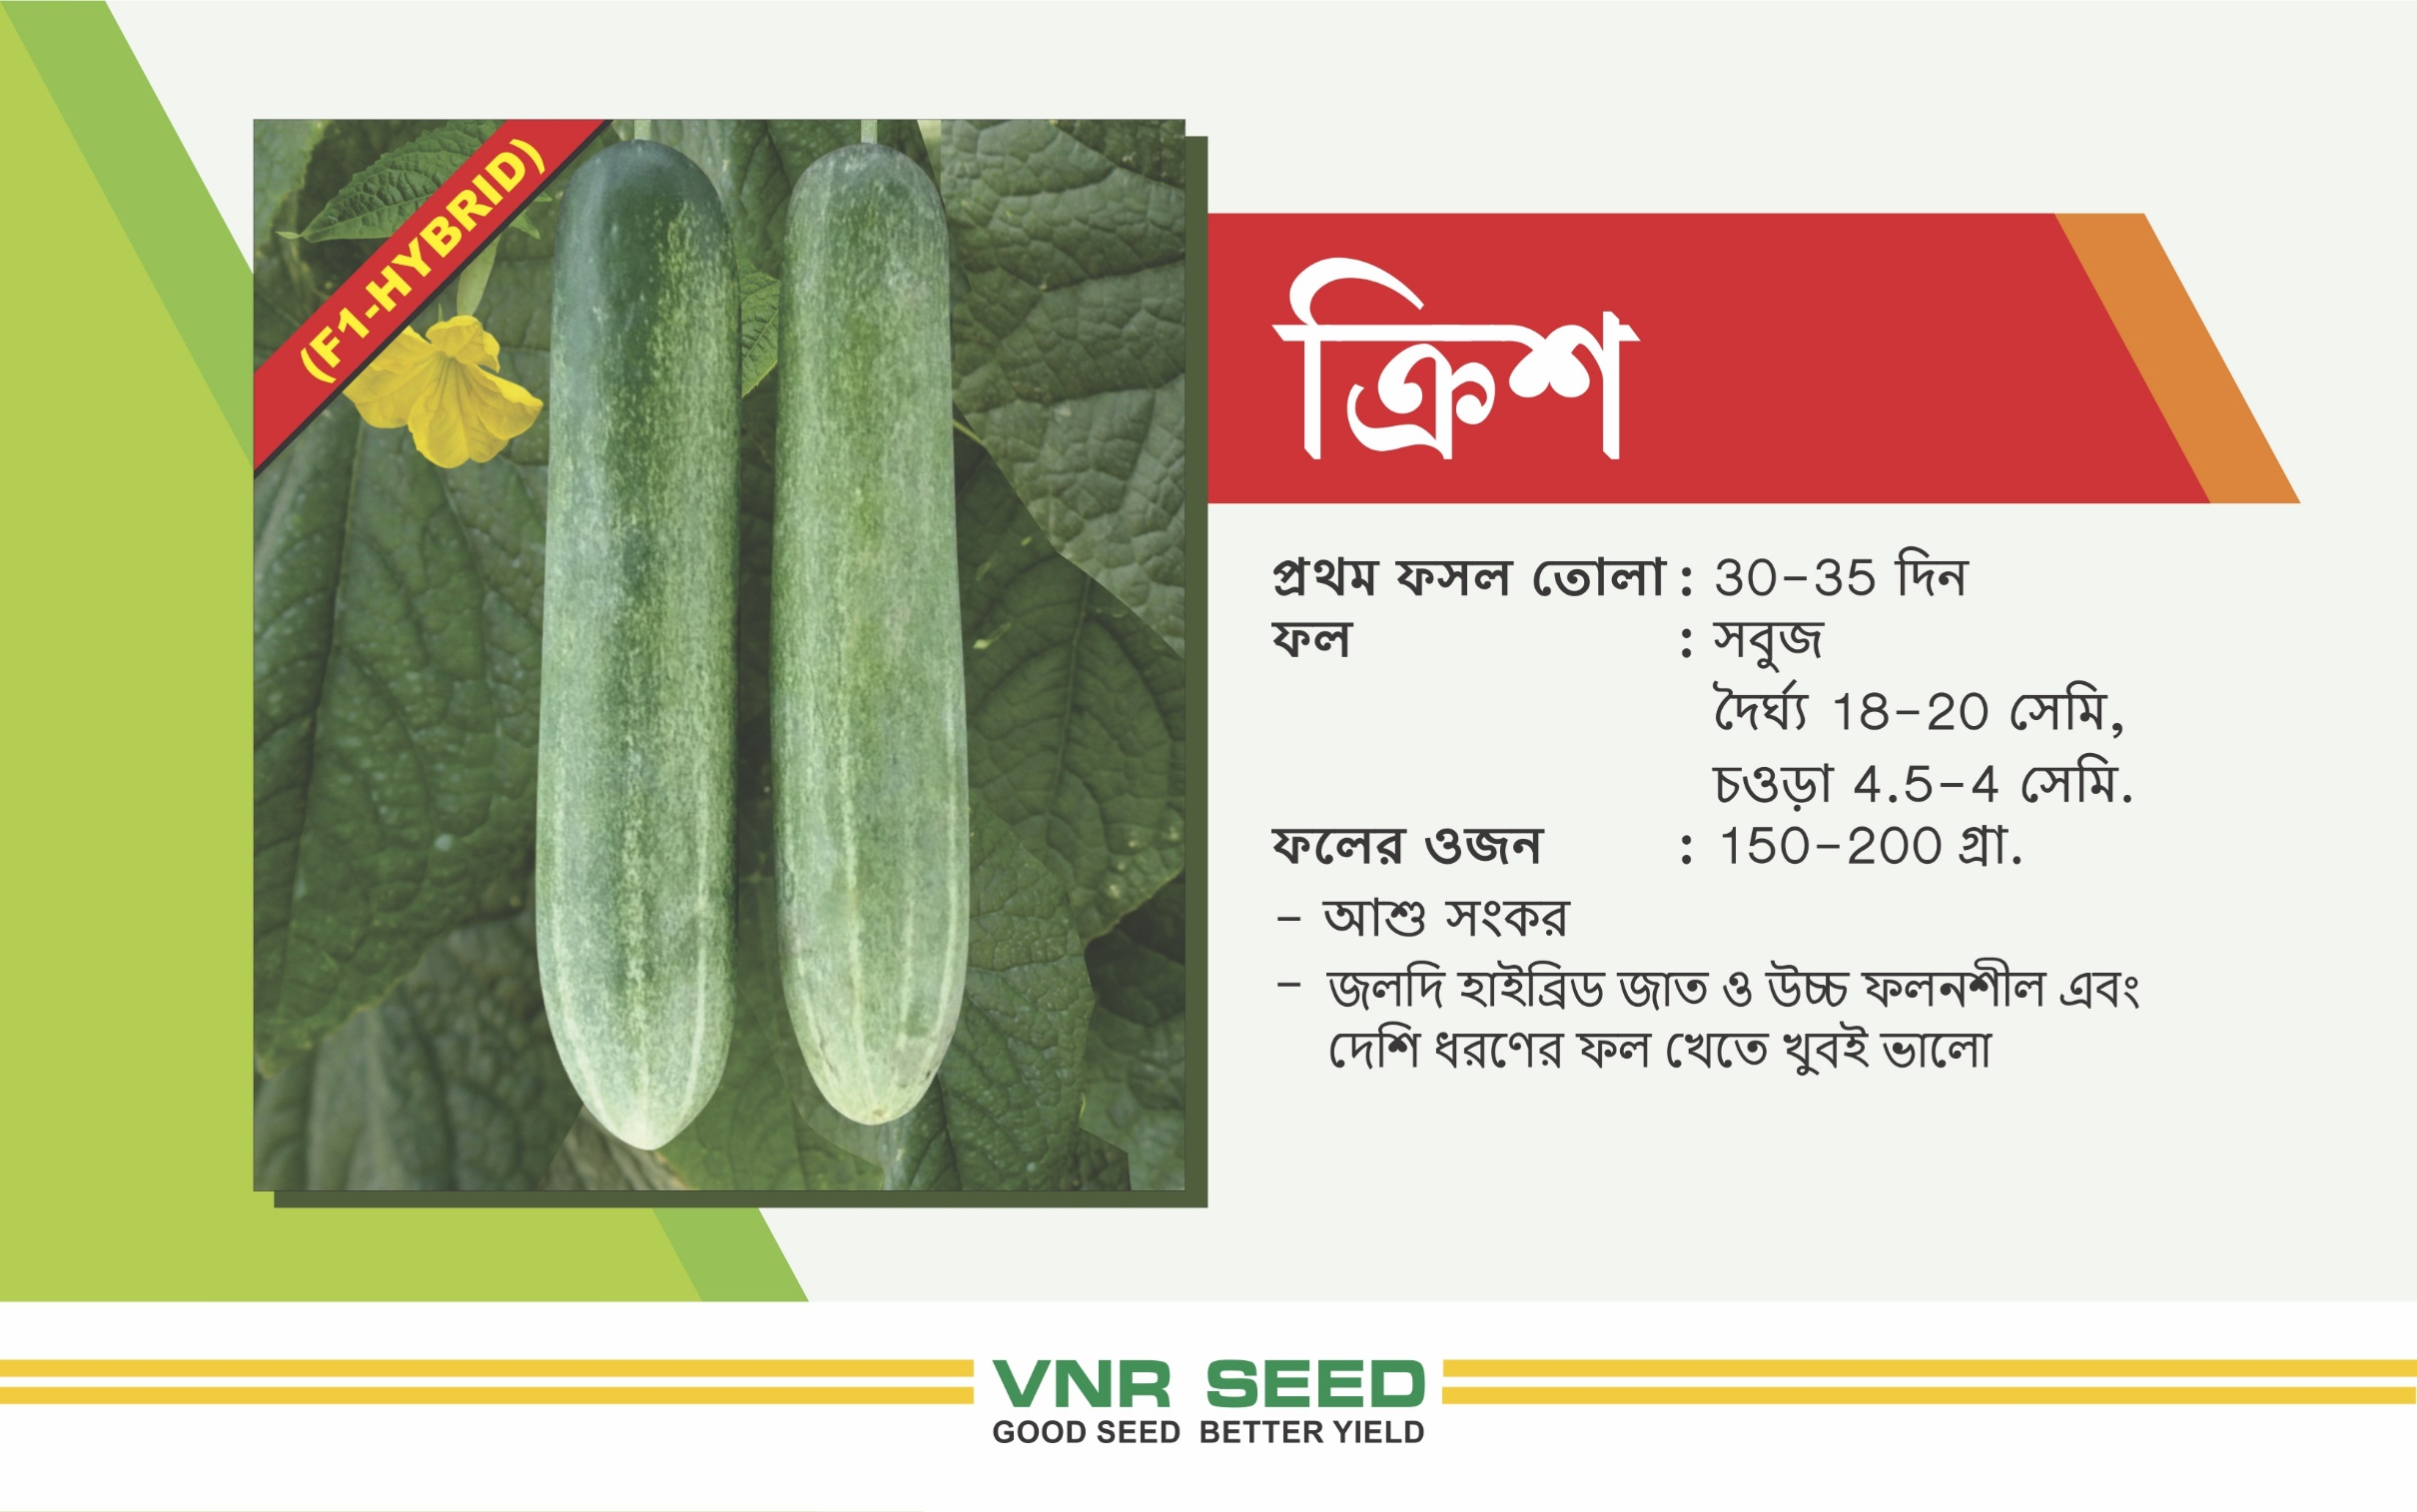 (F1-HYBRID)
ক্রিশ
প্রথম ফসল তোলা : 30-35 দিন
ফল : সবুজ
দৈর্ঘ্য 18-20 সেমি,
চওড়া 4.5-4 সেমি.
ফলের ওজন : 150-200 গ্রা.
- আশু সংকর
- জলদি হাইব্রিড জাত ও উচ্চ ফলনশীল এবং
দেশি ধরণের ফল খেতে খুবই ভালো
VNR SEED
GOOD SEED BETTER YIELD